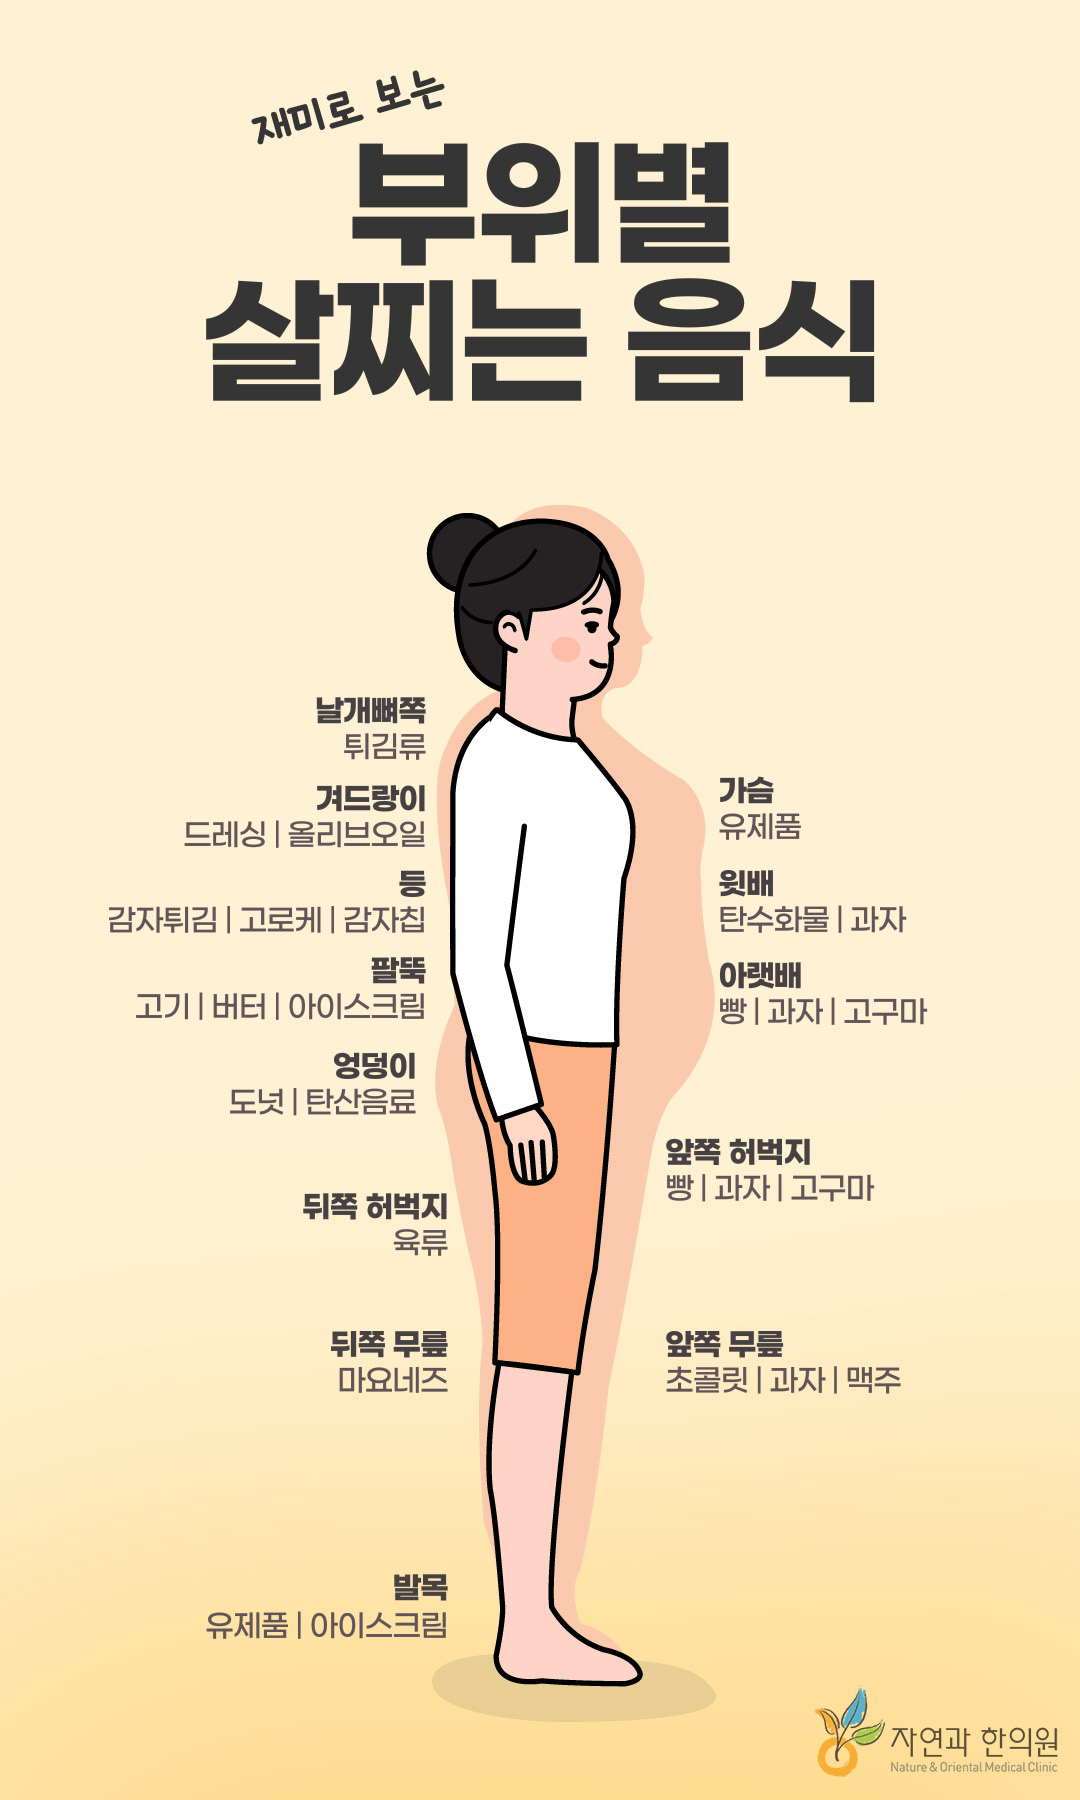 재미로 보는
부위별
살찌는 음식
날개뼈쪽
튀김류
겨드랑이
드레싱 | 올리브오일
등
감자튀김 | 고로케 | 감자칩
팔뚝
고기 | 버터 | 아이스크림
엉덩이
도넛 | 탄산음료
뒤쪽 허벅지
육류
뒤쪽 무릎
마요네즈
발목
유제품 | 아이스크림
가슴
유제품
윗배
탄수화물 | 과자
아랫배
빵 | 과자 | 고구마
앞쪽 허벅지
빵 | 과자 | 고구마
앞쪽 무릎
초콜릿 | 과자 | 맥주
자연과 한의원
Nature & Oriental Medical Clinic